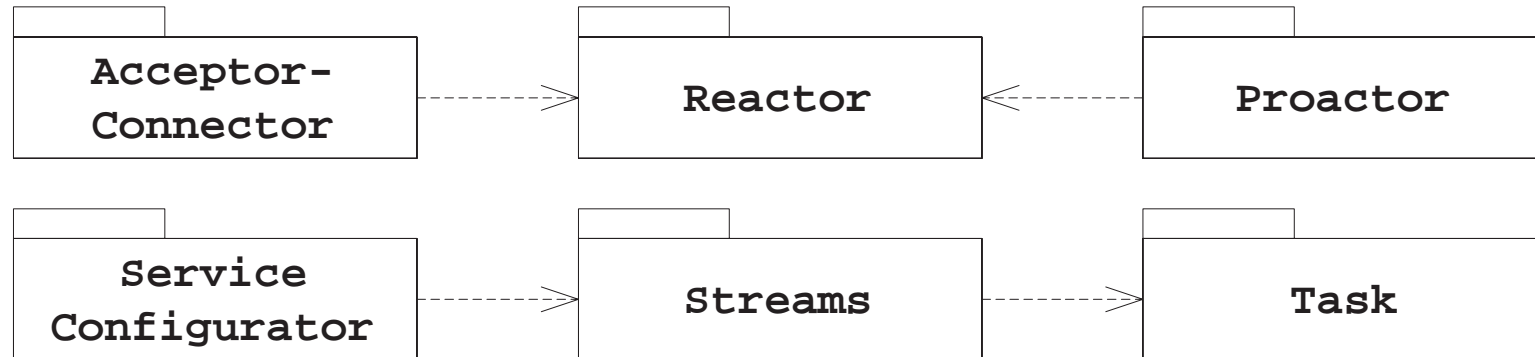 Acceptor-
Connector
Reactor
Proactor
Service
Configurator
Streams
Task